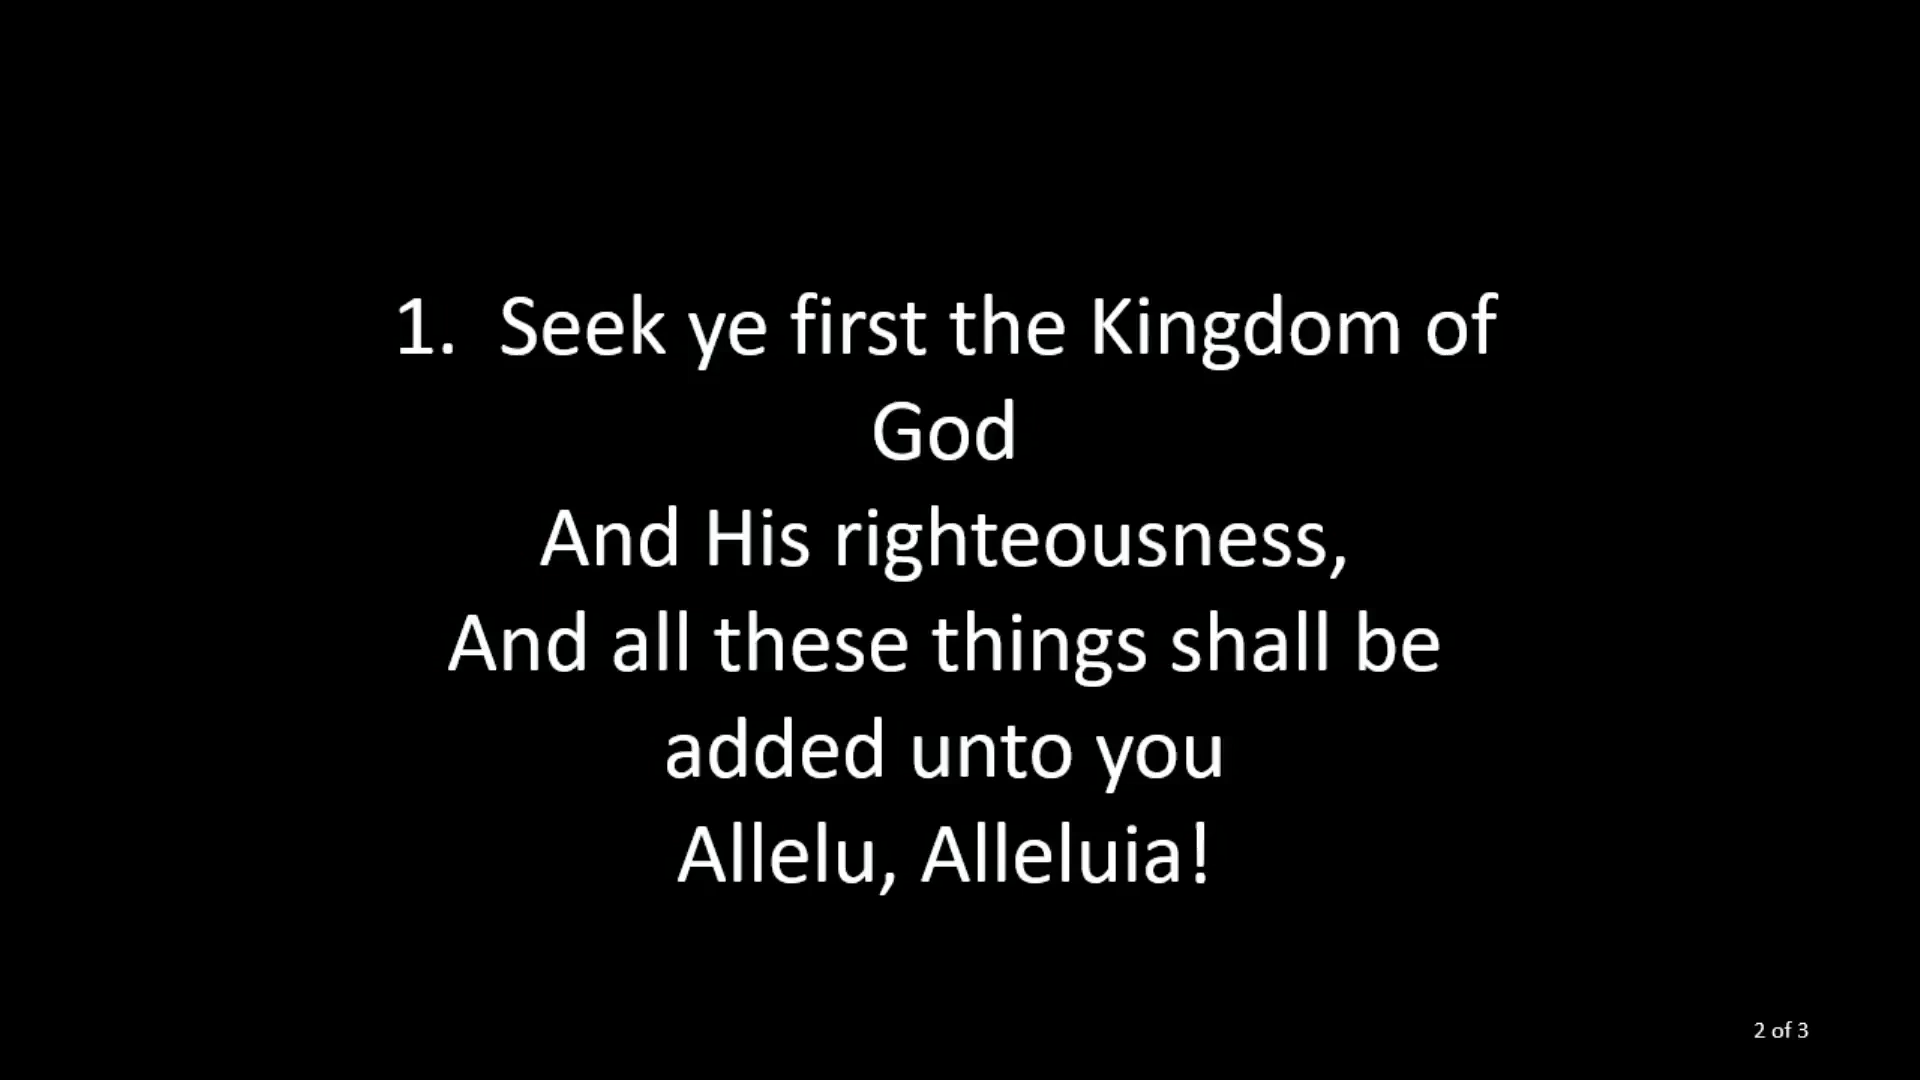 1.  Seek ye first the Kingdom of
God
And His righteousness,
And all these things shall be
added unto you
Allelu, Alleluia!
2 of 3